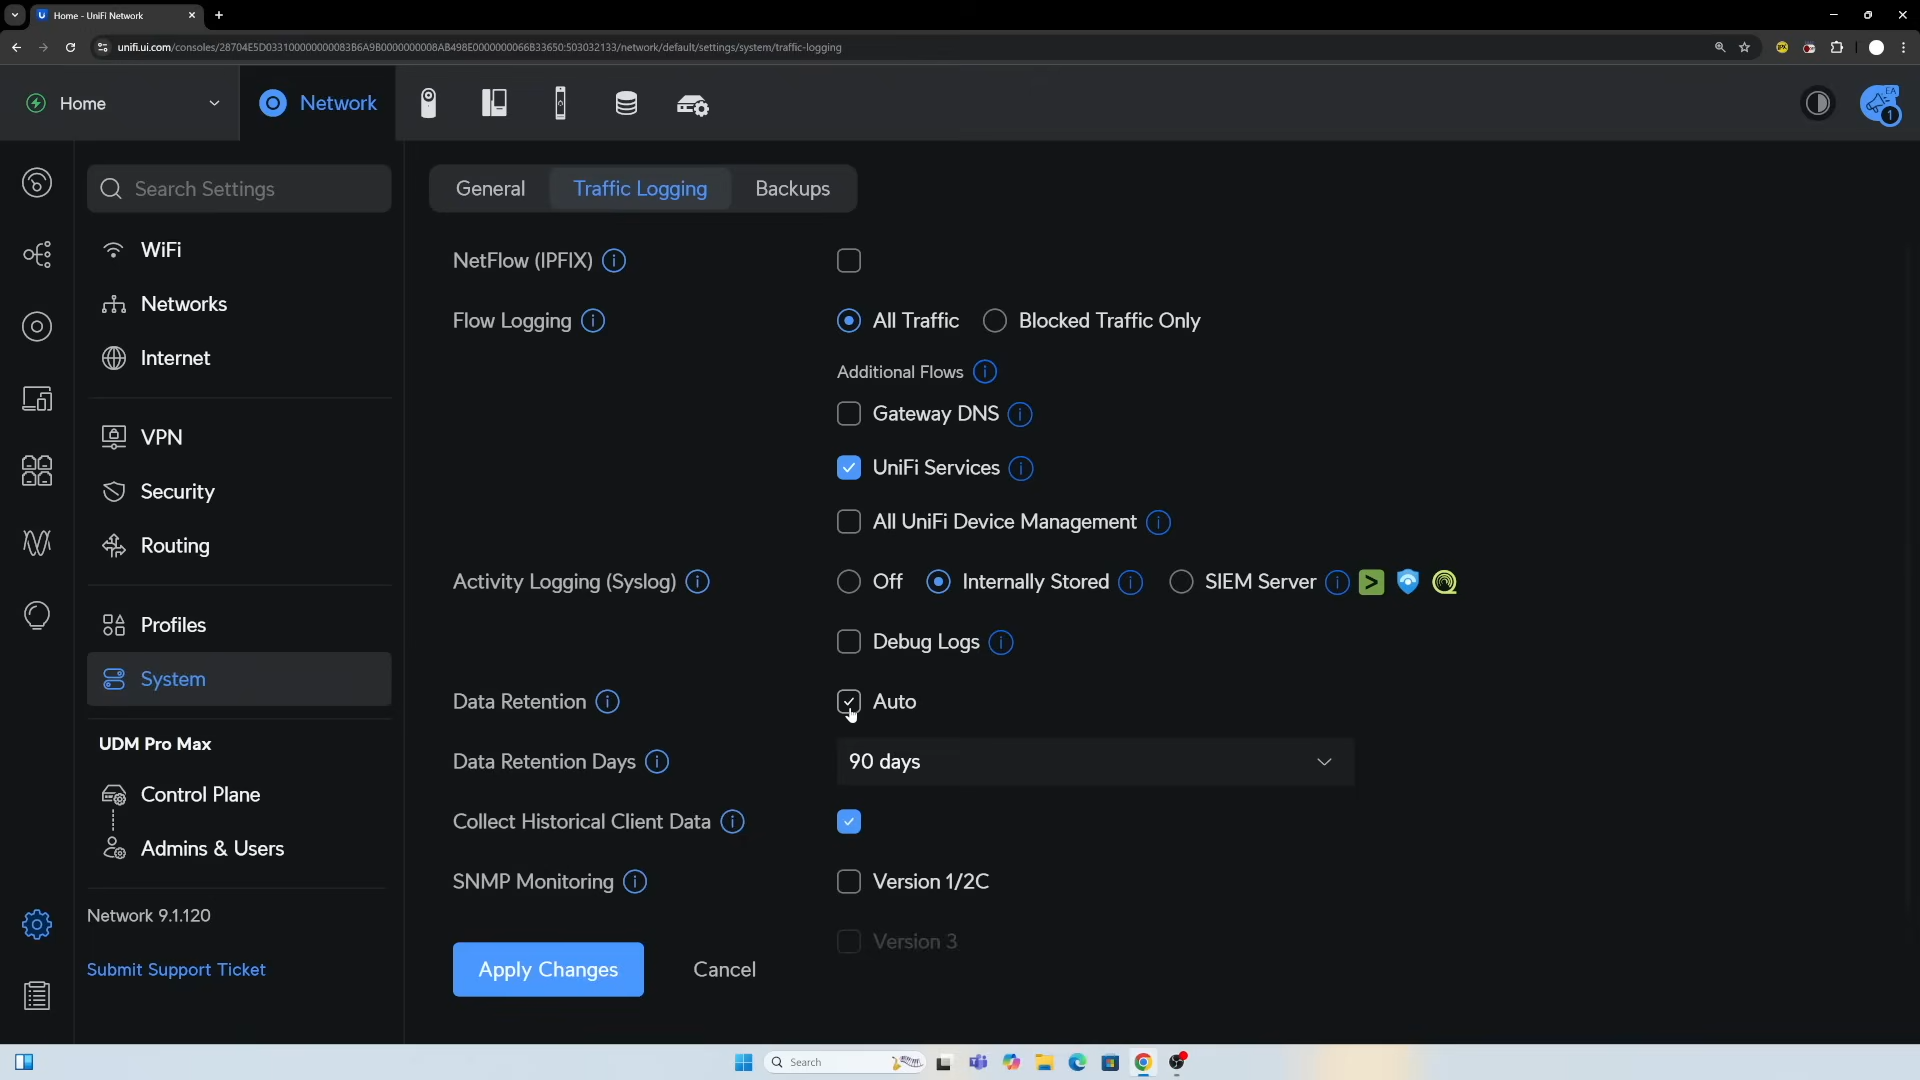 Home - UniFi Network
unifi.ui.com/consoles/28704E5D033100000000083B6A9B0000000008AB498E0000000066B33650:503032133/network/default/settings/system/traffic-logging
Home
Network
EA
1
Search Settings
General
Traffic Logging
Backups
WiFi
Networks
Internet
VPN
Security
Routing
Profiles
System
UDM Pro Max
Control Plane
Admins & Users
Network 9.1.120
Submit Support Ticket
NetFlow (IPFIX)
Flow Logging
All Traffic
Blocked Traffic Only
Additional Flows
Gateway DNS
UniFi Services
All UniFi Device Management
Activity Logging (Syslog)
Off
Internally Stored
SIEM Server
Debug Logs
Data Retention
Auto
Data Retention Days
90 days
Collect Historical Client Data
SNMP Monitoring
Version 1/2C
Version 3
Apply Changes
Cancel
Search